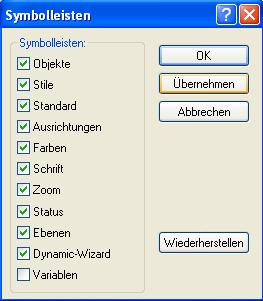 Symbolleisten
Symbolleisten:
Objekte
Stile
Standard
Ausrichtungen
Farben
Schrift
Zoom
Status
Ebenen
Dynamic-Wizard
Variablen
OK
Übernehmen
Abbrechen
Wiederherstellen